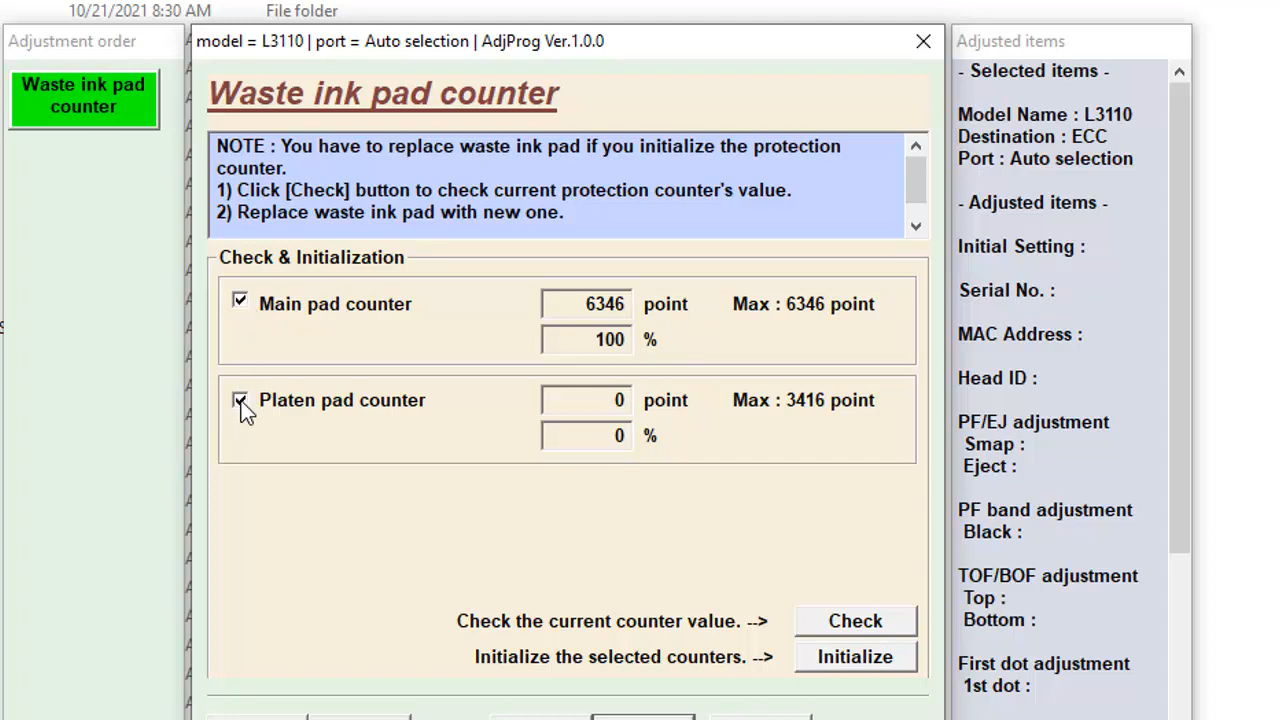 10/21/2021 8:30 AM File folder
Adjustment order
Waste ink pad
counter
model = L3110 | port = Auto selection | AdjProg Ver.1.0.0
Waste ink pad counter
NOTE : You have to replace waste ink pad if you initialize the protection
counter.
1) Click [Check] button to check current protection counter's value.
2) Replace waste ink pad with new one.
Check & Initialization
Main pad counter 6346 point Max : 6346 point
100 %
Platen pad counter 0 point Max : 3416 point
0 %
Check the current counter value. --> Check
Initialize the selected counters. --> Initialize
Adjusted items
- Selected items -
Model Name : L3110
Destination : ECC
Port : Auto selection
- Adjusted items -
Initial Setting :
Serial No. :
MAC Address :
Head ID :
PF/EJ adjustment
Smap :
Eject :
PF band adjustment
Black :
TOF/BOF adjustment
Top :
Bottom :
First dot adjustment
1st dot :